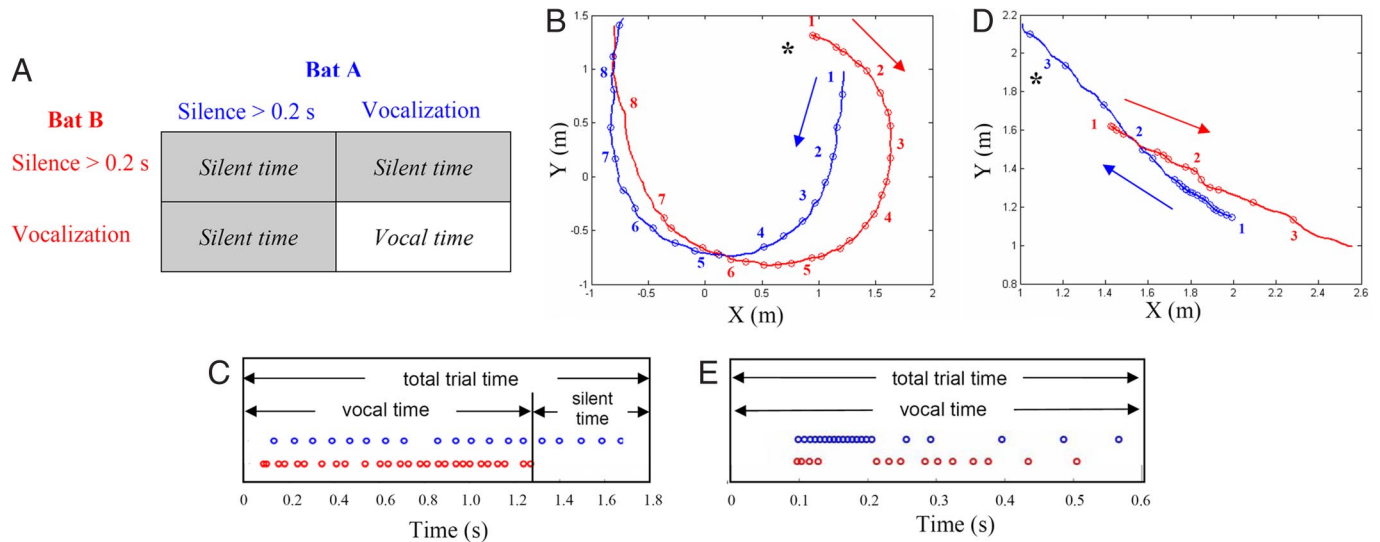 A
Bat A
Bat B
Silence > 0.2 s
Vocalization
Silence > 0.2 s
Silent time
Silent time
Vocalization
Silent time
Vocal time
B
1.5
1
0.5
0
-0.5
-1
Y (m)
-1
-0.5
0
0.5
1
1.5
2
X (m)
*
1
2
3
4
5
6
7
8
1
2
3
4
5
6
7
8
D
2.2
2
1.8
1.6
1.4
1.2
1
0.8
Y (m)
1
1.2
1.4
1.6
1.8
2
2.2
2.4
2.6
X (m)
*
3
2
1
1
2
3
C
total trial time
vocal time
silent
time
0
0.2
0.4
0.6
0.8
1.0
1.2
1.4
1.6
1.8
Time (s)
E
total trial time
vocal time
0
0.1
0.2
0.3
0.4
0.5
0.6
Time (s)